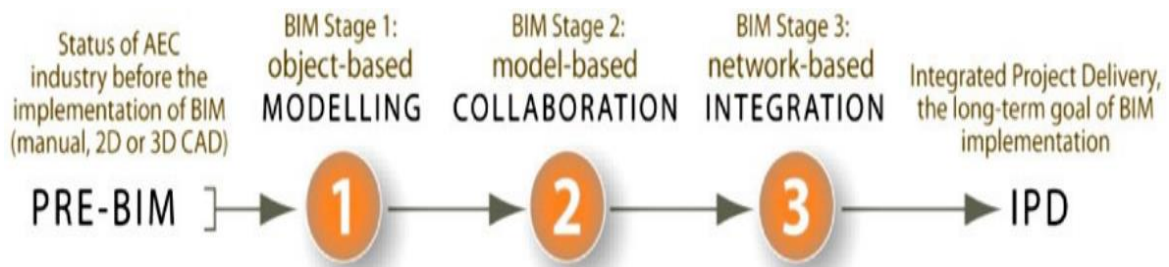 Status of AEC
industry before the
implementation of BIM
(manual, 2D or 3D CAD)
PRE-BIM
BIM Stage 1:
object-based
MODELLING
1
BIM Stage 2:
model-based
COLLABORATION
2
BIM Stage 3:
network-based
INTEGRATION
3
Integrated Project Delivery,
the long-term goal of BIM
implementation
IPD